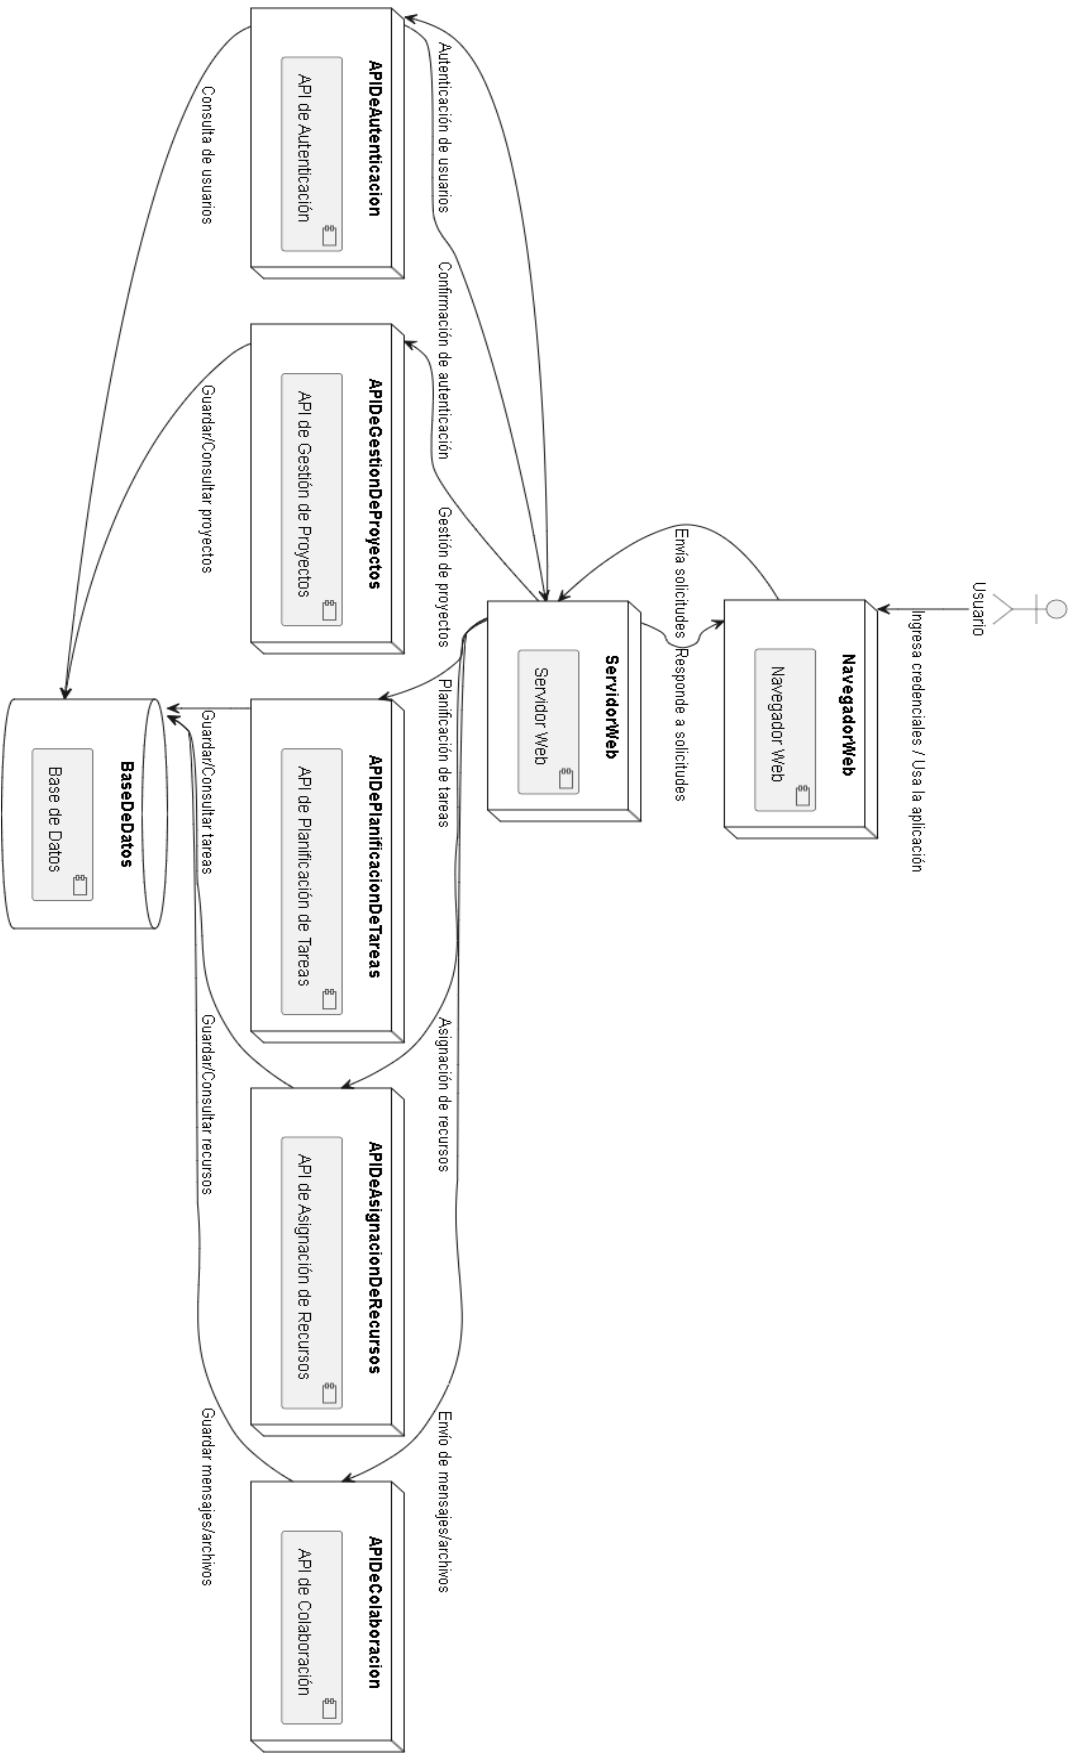 Usuario
Ingresa credenciales / Usa la aplicación
NavegadorWeb
Navegador Web
Envía solicitudes
Responde a solicitudes
ServidorWeb
Servidor Web
Autenticación de usuarios
Confirmación de autenticación
Gestión de proyectos
Planificación de tareas
Asignación de recursos
Envío de mensajes/archivos
APIDeAutenticacion
API de Autenticación
APIDeGestionDeProyectos
API de Gestión de Proyectos
APIDePlanificacionDeTareas
API de Planificación de Tareas
APIDeAsignacionDeRecursos
API de Asignación de Recursos
APIDeColaboracion
API de Colaboración
Consulta de usuarios
Guardar/Consultar proyectos
Guardar/Consultar tareas
Guardar/Consultar recursos
Guardar mensajes/archivos
BaseDeDatos
Base de Datos